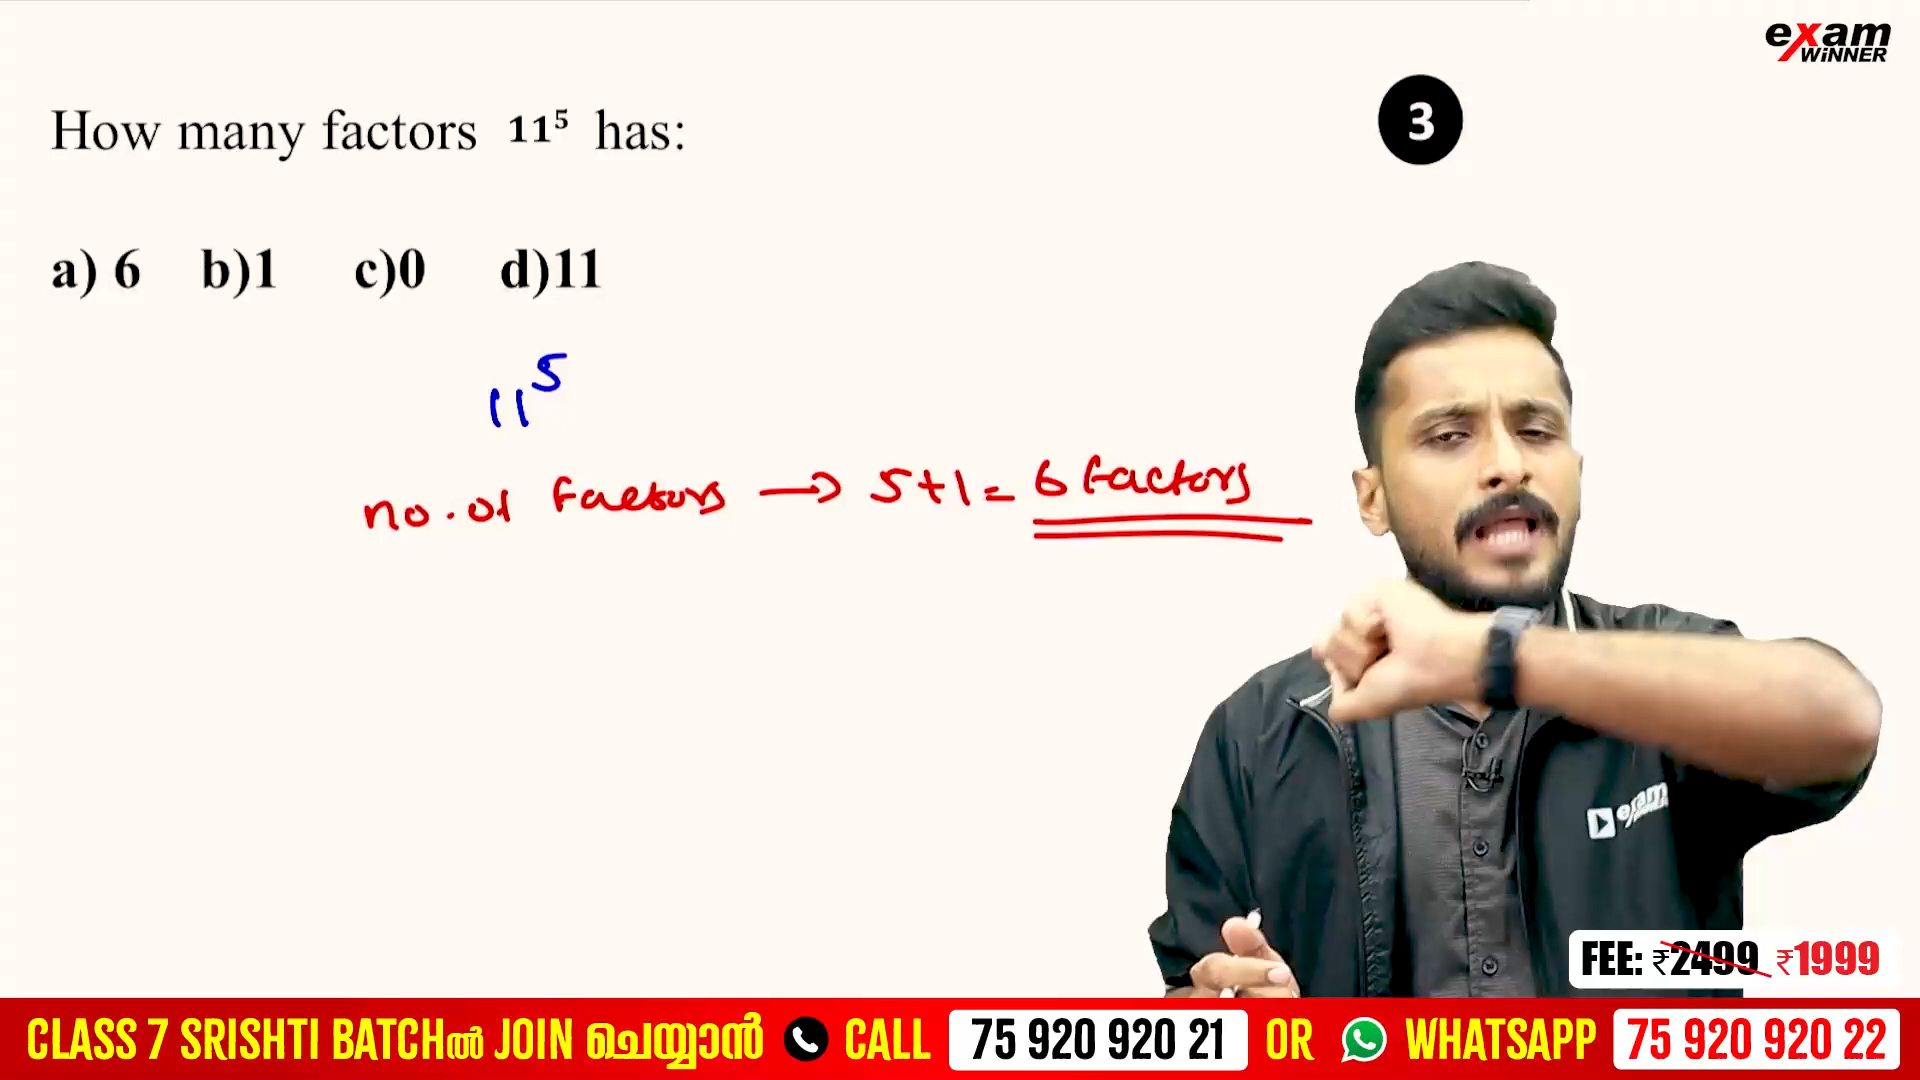 exam
WiNNER
How many factors 11⁵ has:
3
a) 6 b)1 c)0 d)11
11⁵
no. of factors → 5+1 = 6 factors
exam
WINNER
FEE: ₹2499 ₹1999
CLASS 7 SRISHTI BATCHൽ JOIN ചെയ്യാൻ CALL 75 920 920 21 OR WHATSAPP 75 920 920 22